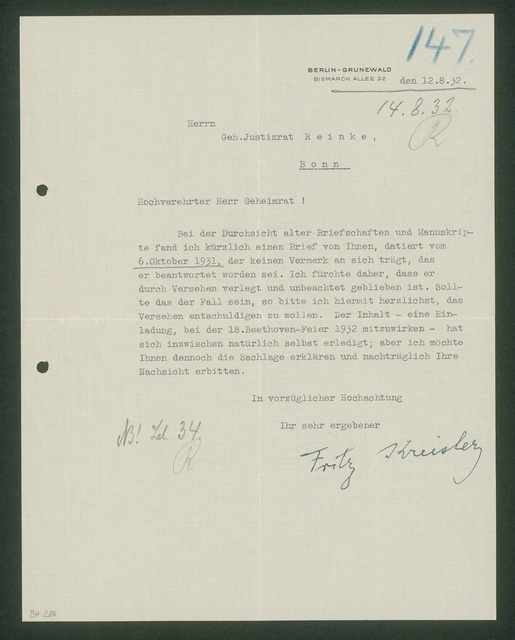 147.
BERLIN-GRUNEWALD
BISMARCK ALLEE 32
den 12.8.32.
14.8.32.
R
Herrn
Geh.Justizrat R e i n k e ,
B o n n
Hochverehrter Herr Geheimrat !
Bei der Durchsicht alter Briefschaften und Manuskrip-
te fand ich kürzlich einen Brief von Ihnen, datiert vom
6.Oktober 1931, der keinen Vermerk an sich trägt, das
er beantwortet worden sei. Ich fürchte daher, dass er
durch Versehen verlegt und unbeachtet geblieben ist. Soll-
te das der Fall sein, so bitte ich hiermit herzlichst, das
Versehen entschuldigen zu wollen. Der Inhalt - eine Ein-
ladung, bei der 18.Beethoven-Feier 1932 mitzuwirken - hat
sich inzwischen natürlich selbst erledigt; aber ich möchte
Ihnen dennoch die Sachlage erklären und nachträglich Ihre
Nachsicht erbitten.
In vorzüglicher Hochachtung
Ihr sehr ergebener
Fritz Kreisler
NB! 34.
R
BH 286